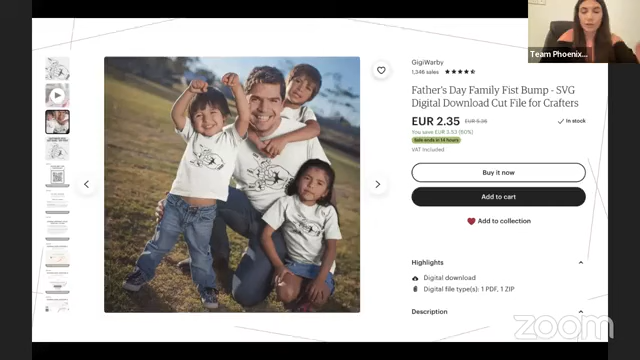 Team Phoenix...
GigiWarby
1,346 sales
Father's Day Family Fist Bump - SVG
Digital Download Cut File for Crafters
EUR 2.35
In stock
VAT Included
Buy it now
Add to cart
Add to collection
Highlights
Digital download
Digital file type(s): 1 PDF, 1 ZIP
Description
zoom